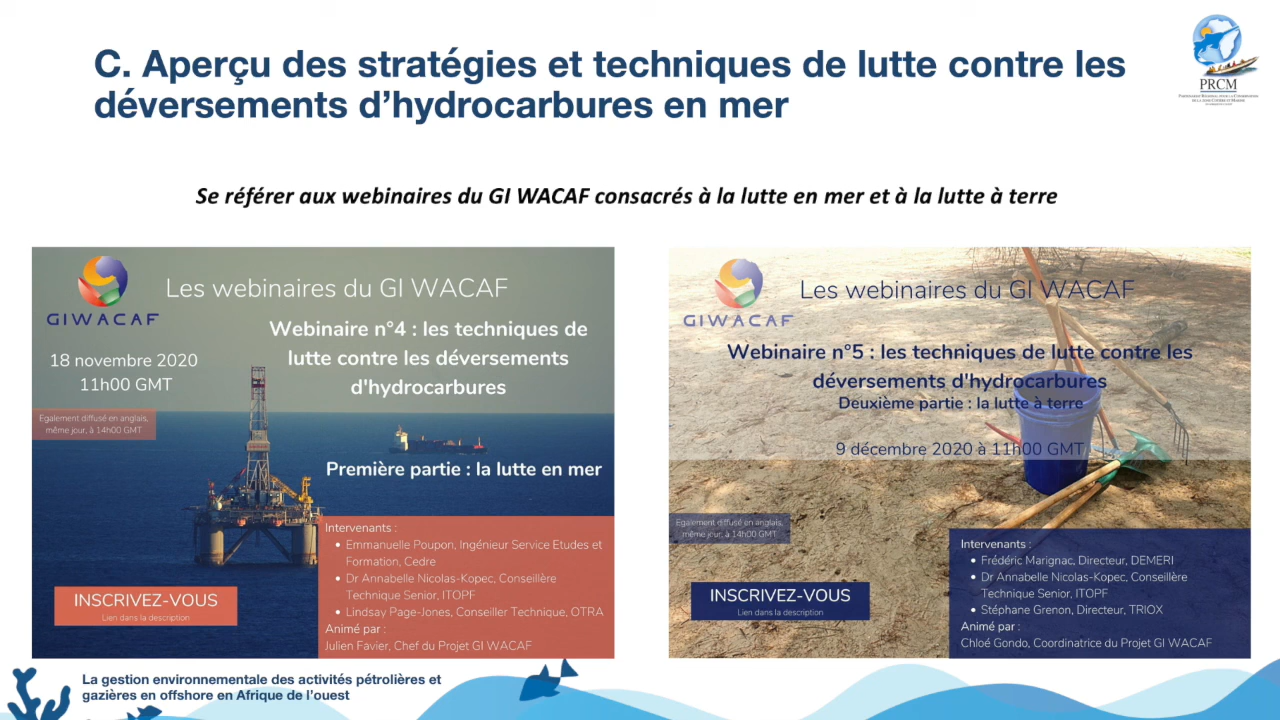 C. Aperçu des stratégies et techniques de lutte contre les
déversements d’hydrocarbures en mer
PRCM
Se référer aux webinaires du GI WACAF consacrés à la lutte en mer et à la lutte à terre
GIWACAF
Les webinaires du GI WACAF
Webinaire n°4 : les techniques de
lutte contre les déversements
d'hydrocarbures
18 novembre 2020
11h00 GMT
Egalement diffusé en anglais,
même jour, à 14h00 GMT
Première partie : la lutte en mer
Intervenants :
• Emmanuelle Poupon, Ingénieur Service Etudes et
Formation, Cedre
• Dr Annabelle Nicolas-Kopec, Conseillère
Technique Senior, ITOPF
• Lindsay Page-Jones, Conseiller Technique, OTRA
Animé par :
Julien Favier, Chef du Projet GI WACAF
INSCRIVEZ-VOUS
Lien dans la description
GIWACAF
Les webinaires du GI WACAF
Webinaire n°5 : les techniques de lutte contre les
déversements d'hydrocarbures
Deuxième partie : la lutte à terre
9 décembre 2020 à 11h00 GMT
Egalement diffusé en anglais,
même jour, à 14h00 GMT
Intervenants :
• Frédéric Marignac, Directeur, DEMERI
• Dr Annabelle Nicolas-Kopec, Conseillère
Technique Senior, ITOPF
• Stéphane Grenon, Directeur, TRIOX
Animé par :
Chloé Gondo, Coordinatrice du Projet GI WACAF
INSCRIVEZ-VOUS
Lien dans la description
La gestion environnementale des activités pétrolières et
gazières en offshore en Afrique de l’ouest